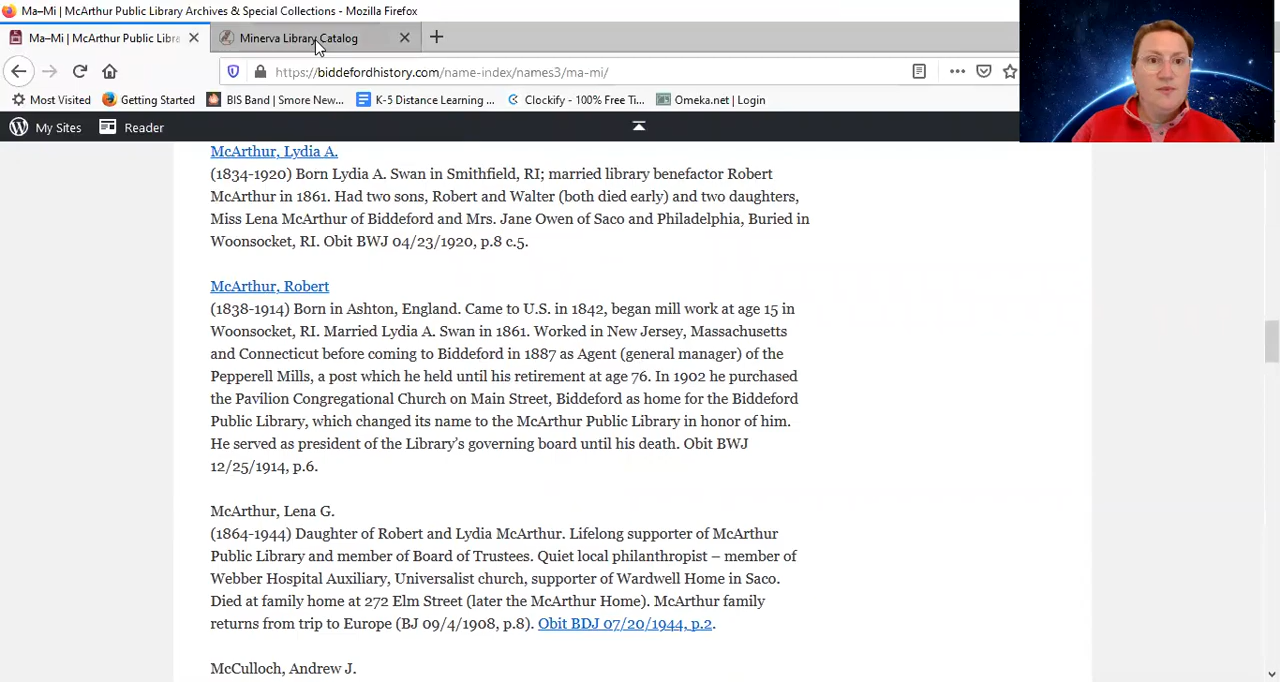 Ma–Mi | McArthur Public Library Archives & Special Collections - Mozilla Firefox
Ma–Mi | McArthur Public Libra
Minerva Library Catalog
https://biddefordhistory.com/name-index/names3/ma-mi/
Most Visited Getting Started BIS Band | Smore New... K-5 Distance Learning ... Clockify - 100% Free Ti... Omeka.net | Login
My Sites Reader
McArthur, Lydia A.
(1834-1920) Born Lydia A. Swan in Smithfield, RI; married library benefactor Robert
McArthur in 1861. Had two sons, Robert and Walter (both died early) and two daughters,
Miss Lena McArthur of Biddeford and Mrs. Jane Owen of Saco and Philadelphia, Buried in
Woonsocket, RI. Obit BWJ 04/23/1920, p.8 c.5.
McArthur, Robert
(1838-1914) Born in Ashton, England. Came to U.S. in 1842, began mill work at age 15 in
Woonsocket, RI. Married Lydia A. Swan in 1861. Worked in New Jersey, Massachusetts
and Connecticut before coming to Biddeford in 1887 as Agent (general manager) of the
Pepperell Mills, a post which he held until his retirement at age 76. In 1902 he purchased
the Pavilion Congregational Church on Main Street, Biddeford as home for the Biddeford
Public Library, which changed its name to the McArthur Public Library in honor of him.
He served as president of the Library's governing board until his death. Obit BWJ
12/25/1914, p.6.
McArthur, Lena G.
(1864-1944) Daughter of Robert and Lydia McArthur. Lifelong supporter of McArthur
Public Library and member of Board of Trustees. Quiet local philanthropist – member of
Webber Hospital Auxiliary, Universalist church, supporter of Wardwell Home in Saco.
Died at family home at 272 Elm Street (later the McArthur Home). McArthur family
returns from trip to Europe (BJ 09/4/1908, p.8). Obit BDJ 07/20/1944, p.2.
McCulloch, Andrew J.